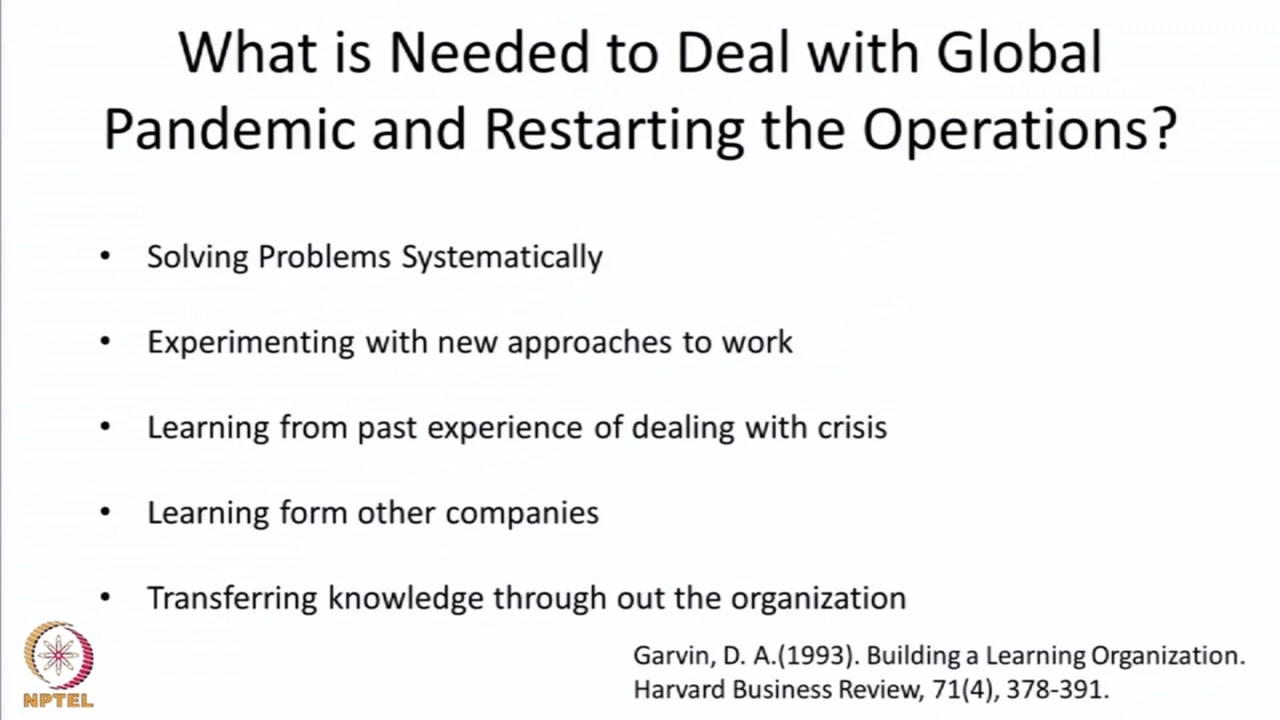 What is Needed to Deal with Global
Pandemic and Restarting the Operations?
• Solving Problems Systematically
• Experimenting with new approaches to work
• Learning from past experience of dealing with crisis
• Learning form other companies
• Transferring knowledge through out the organization
Garvin, D. A.(1993). Building a Learning Organization.
Harvard Business Review, 71(4), 378-391.
NPTEL